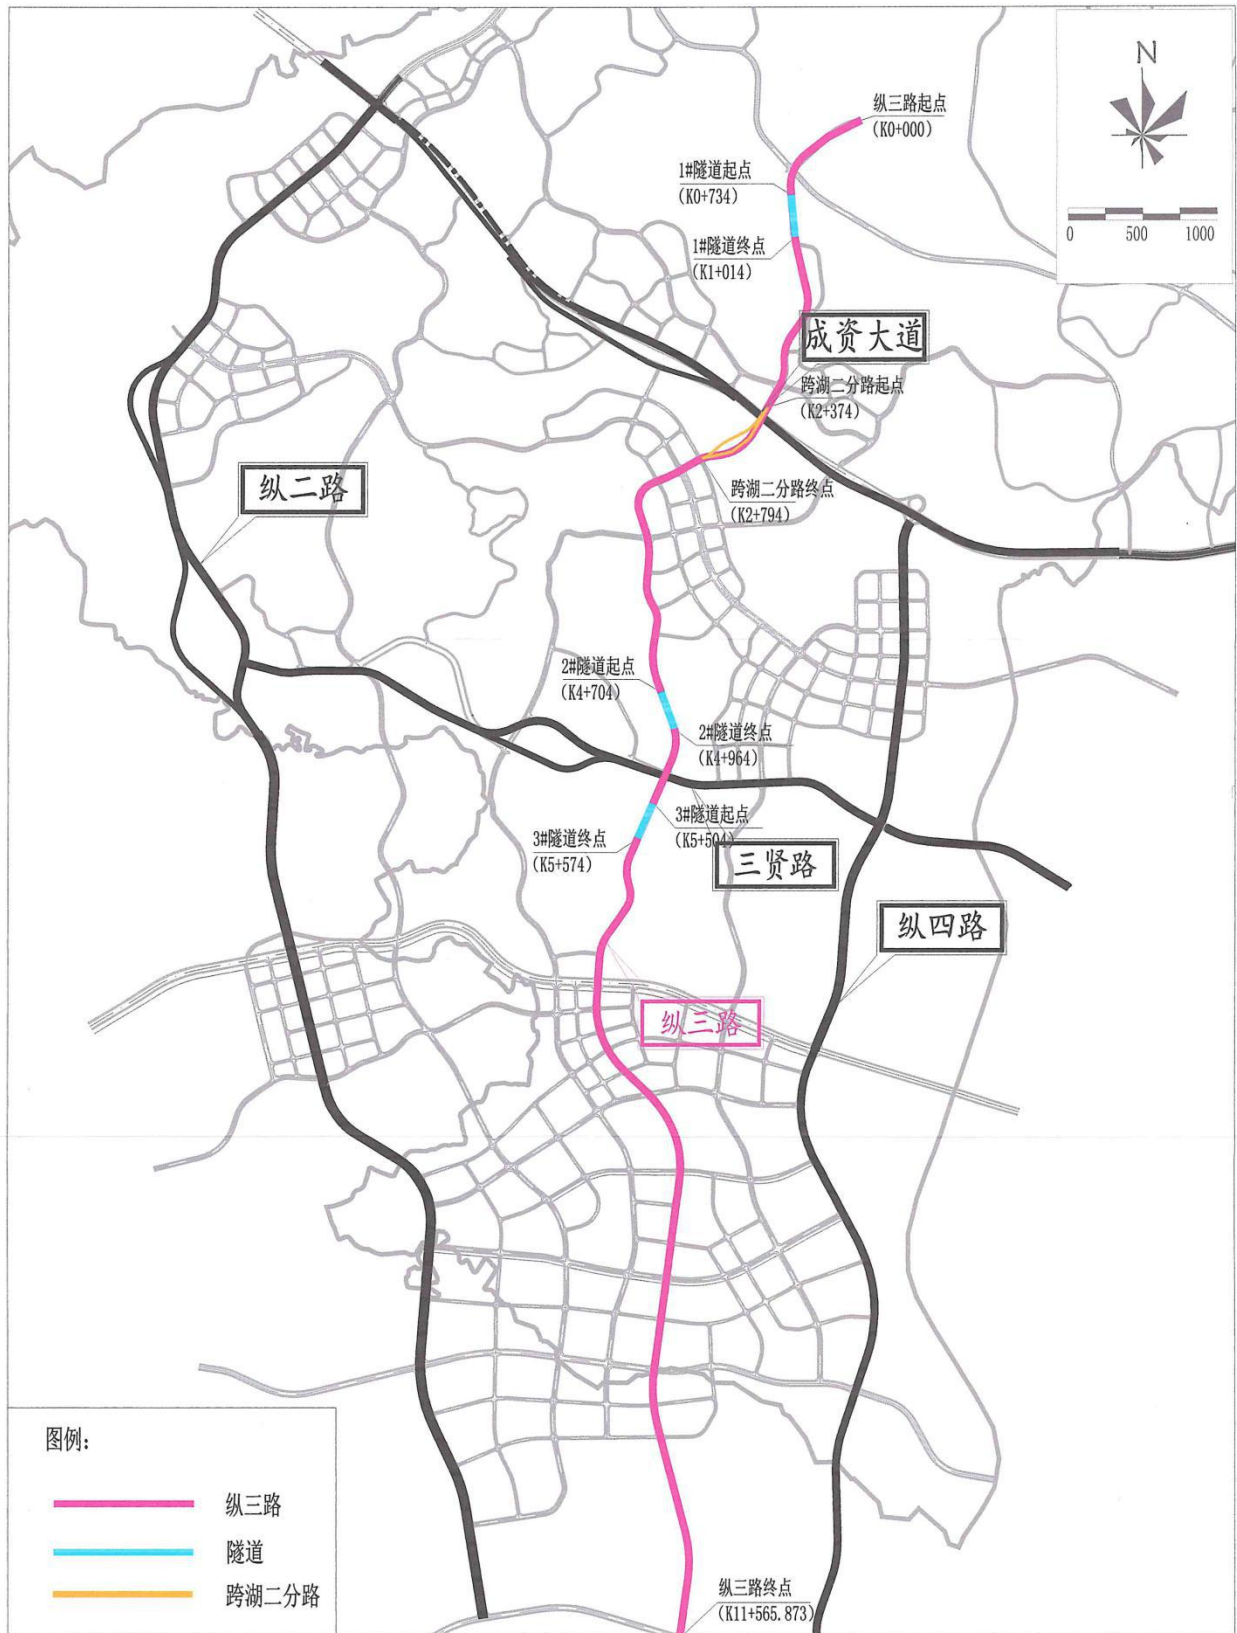 N
0 500 1000
纵三路起点
(K0+000)
1#隧道起点
(K0+734)
1#隧道终点
(K1+014)
成资大道
跨湖二分路起点
(K2+374)
纵二路
跨湖二分路终点
(K2+794)
2#隧道起点
(K4+704)
2#隧道终点
(K4+964)
3#隧道起点
(K5+504)
3#隧道终点
(K5+574)
三贤路
纵四路
纵三路
图例：
纵三路
隧道
跨湖二分路
纵三路终点
(K11+565.873)